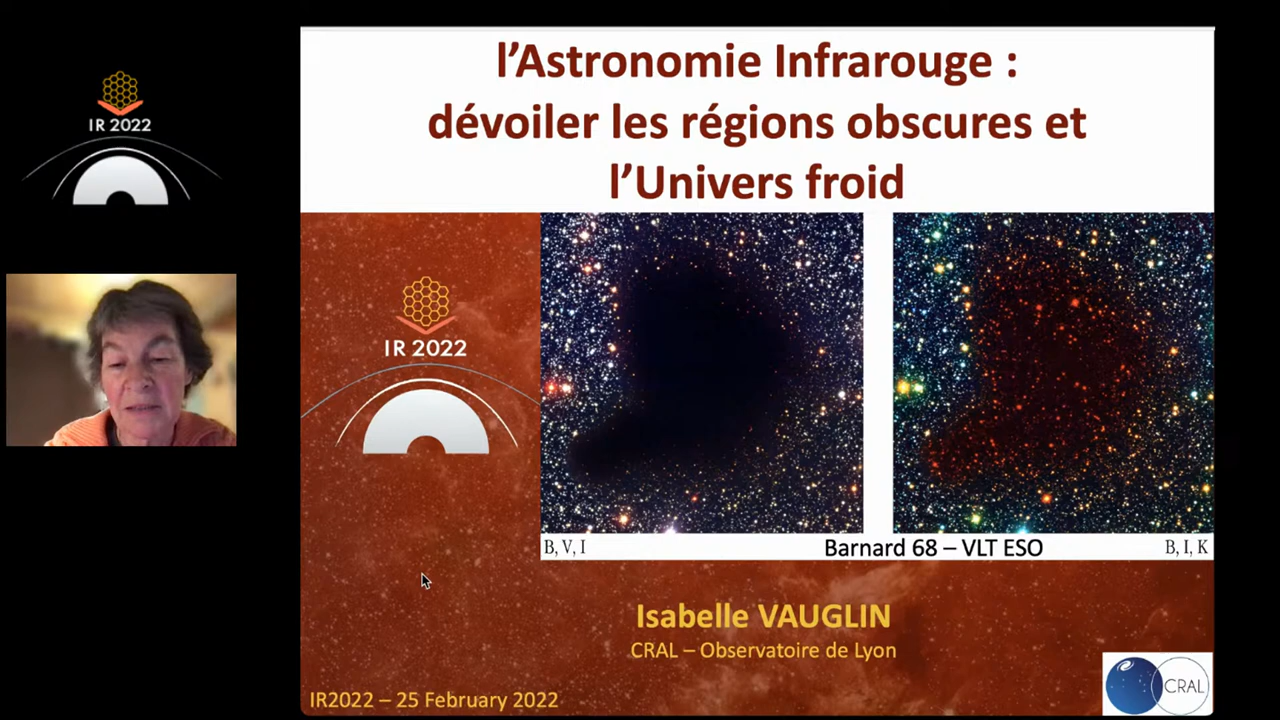 IR 2022
l'Astronomie Infrarouge :
dévoiler les régions obscures et
l'Univers froid
IR 2022
B, V, I
Barnard 68 – VLT ESO
B, I, K
Isabelle VAUGLIN
CRAL – Observatoire de Lyon
IR2022 – 25 February 2022
CRAL